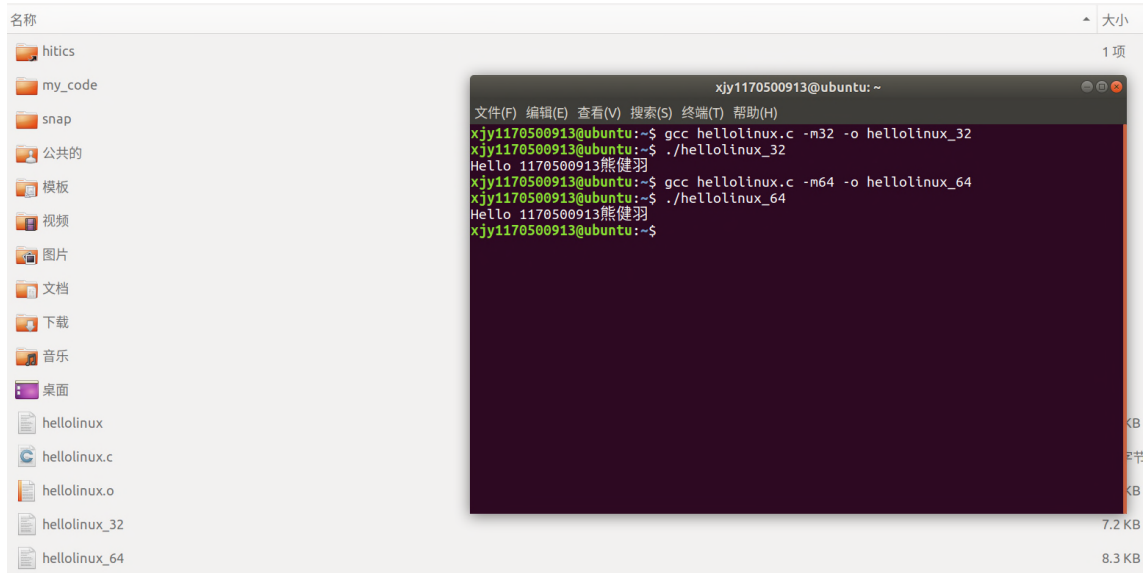 名称 大小
hitics 1 项
my_code
snap
公共的
模板
视频
图片
文档
下载
音乐
桌面
hellolinux KB
hellolinux.c 字节
hellolinux.o KB
hellolinux_32 7.2 KB
hellolinux_64 8.3 KB
xjy1170500913@ubuntu: ~
文件(F) 编辑(E) 查看(V) 搜索(S) 终端(T) 帮助(H)
xjy1170500913@ubuntu:~$ gcc hellolinux.c -m32 -o hellolinux_32
xjy1170500913@ubuntu:~$ ./hellolinux_32
Hello 1170500913熊健羽
xjy1170500913@ubuntu:~$ gcc hellolinux.c -m64 -o hellolinux_64
xjy1170500913@ubuntu:~$ ./hellolinux_64
Hello 1170500913熊健羽
xjy1170500913@ubuntu:~$